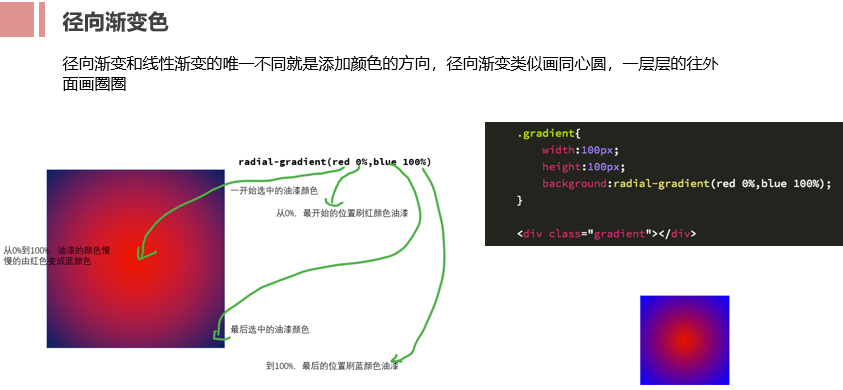 径向渐变色
径向渐变和线性渐变的唯一不同就是添加颜色的方向，径向渐变类似画同心圆，一层层的往外
面画圈圈
radial-gradient(red 0%,blue 100%)
一开始选中的油漆颜色
从0%，最开始的位置刷红颜色油漆
从0%到100%，油漆的颜色慢
慢的由红色变成蓝颜色
最后选中的油漆颜色
到100%，最后的位置刷蓝颜色油漆
.gradient{
width:100px;
height:100px;
background:radial-gradient(red 0%,blue 100%);
}
<div class="gradient"></div>